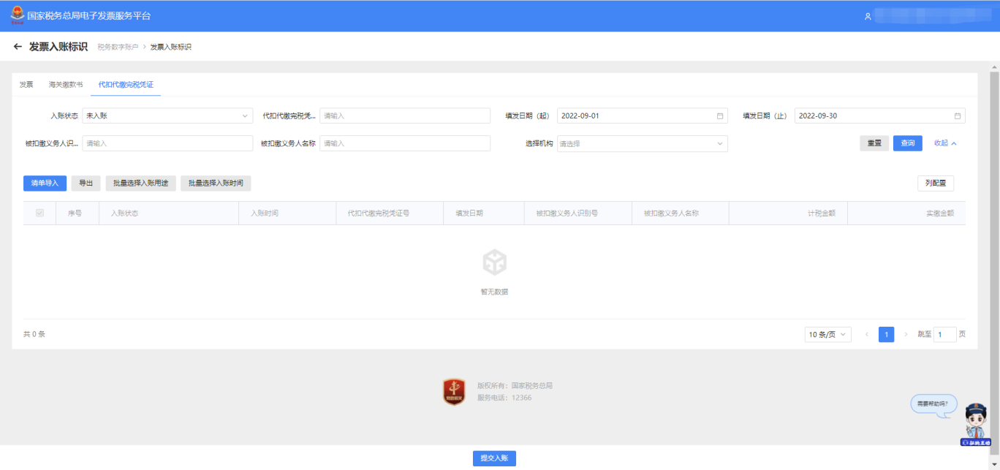 国家税务总局电子发票服务平台
发票入账标识 税务数字账户 > 发票入账标识
发票 海关缴款书 代扣代缴完税凭证
入账状态 未入账 代扣代缴完税凭... 请输入 填发日期（起） 2022-09-01 填发日期（止） 2022-09-30
被扣缴义务人识... 请输入 被扣缴义务人名称 请输入 选择机构 请选择 重置 查询 收起
清单导入 导出 批量选择入账用途 批量选择入账时间 列配置
序号 入账状态 入账时间 代扣代缴完税凭证号 填发日期 被扣缴义务人识别号 被扣缴义务人名称 计税金额 实缴金额
暂无数据
共 0 条 10 条/页 < 1 > 跳至 1 页
版权所有：国家税务总局
服务电话：12366
需要帮助吗?
征纳互动
提交入账